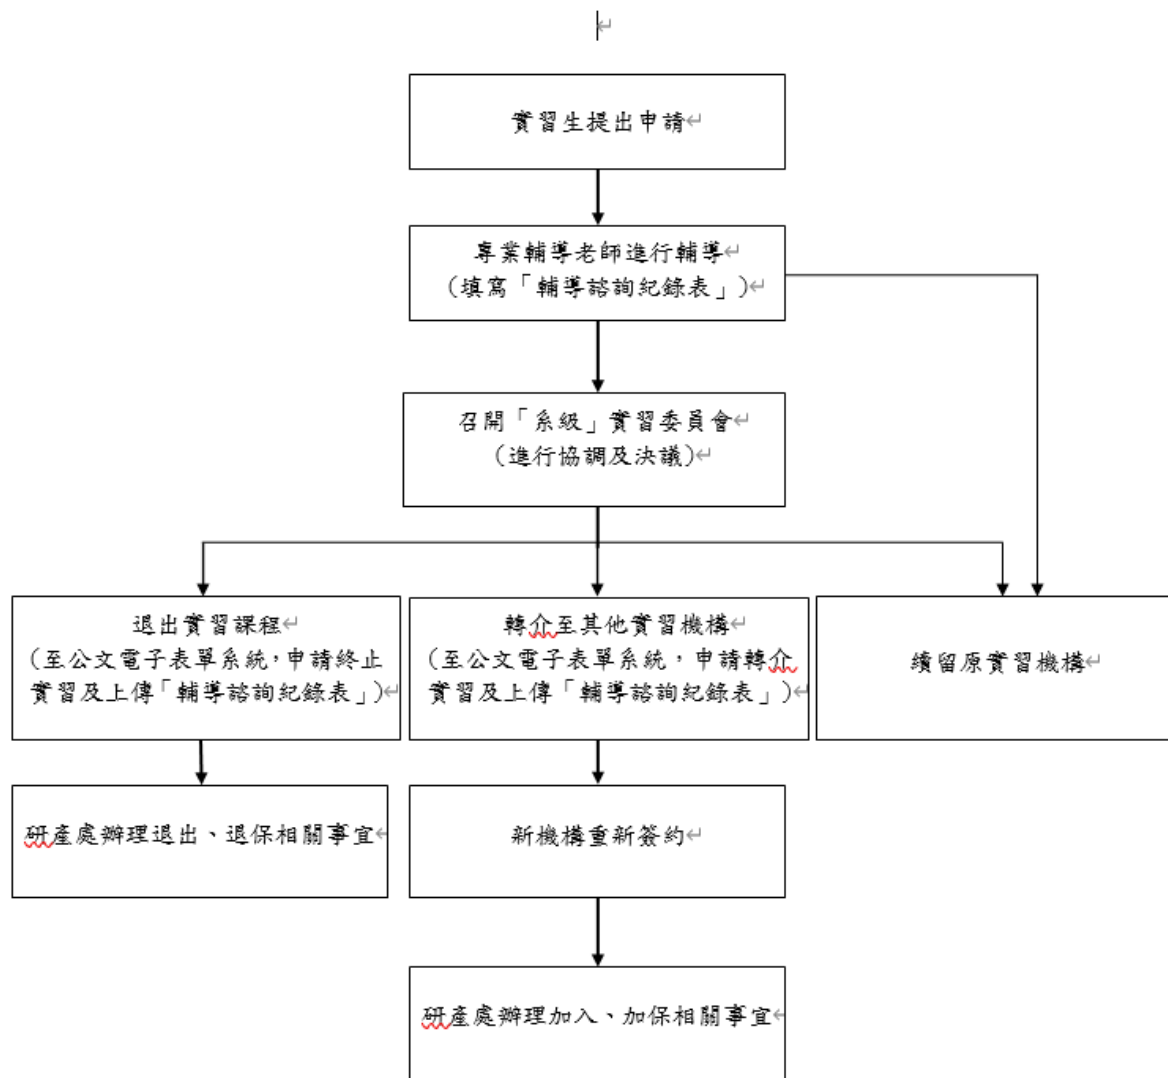 實習生提出申請
專業輔導老師進行輔導
(填寫「輔導諮詢紀錄表」)
召開「系級」實習委員會
(進行協調及決議)
退出實習課程
(至公文電子表單系統，申請終止
實習及上傳「輔導諮詢紀錄表」)
轉介至其他實習機構
(至公文電子表單系統，申請轉介
實習及上傳「輔導諮詢紀錄表」)
續留原實習機構
研產處辦理退出、退保相關事宜
新機構重新簽約
研產處辦理加入、加保相關事宜